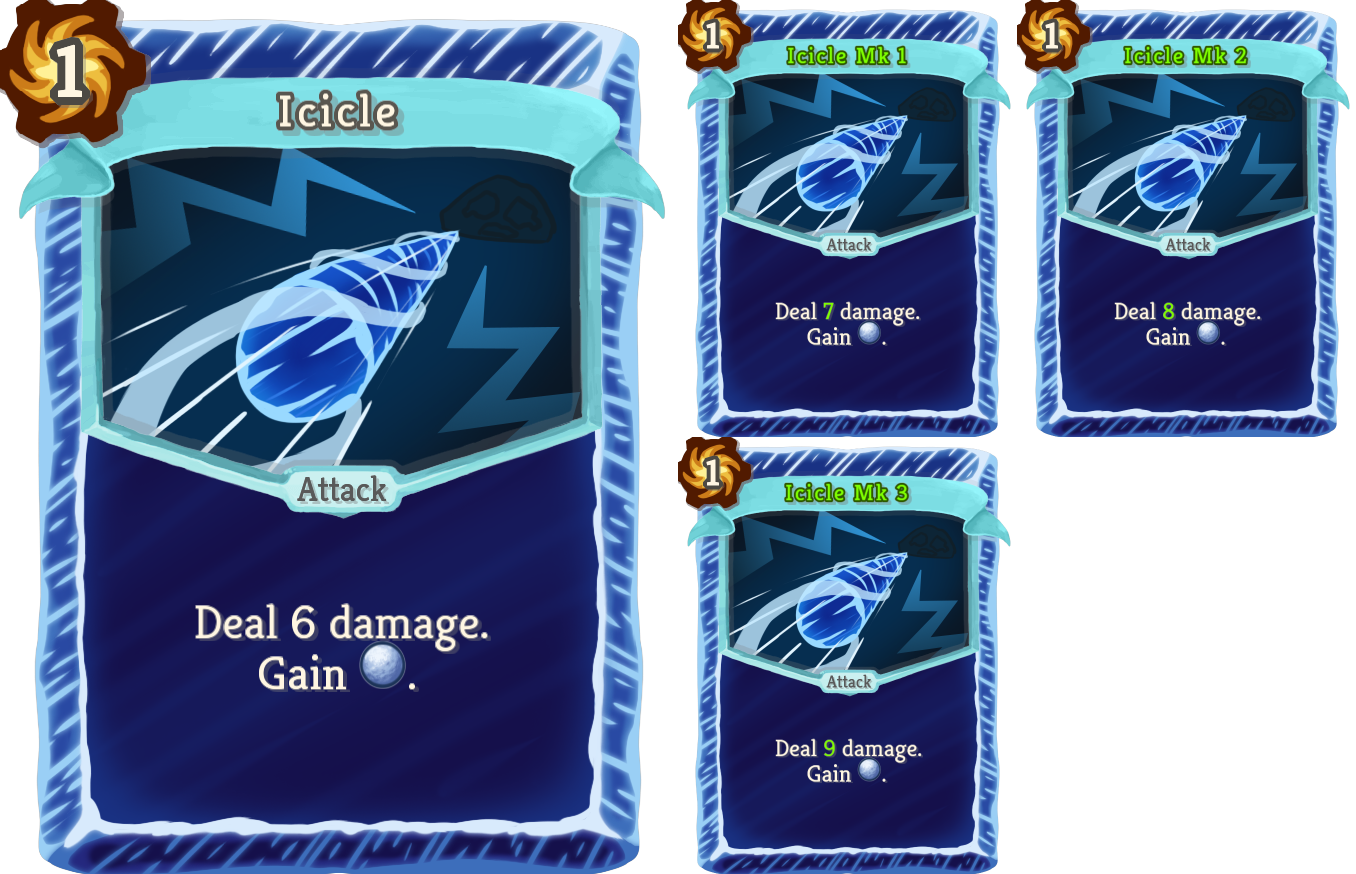 1
Icicle
Attack
Deal 6 damage.
Gain .
1
Icicle Mk 1
Attack
Deal 7 damage.
Gain .
1
Icicle Mk 2
Attack
Deal 8 damage.
Gain .
1
Icicle Mk 3
Attack
Deal 9 damage.
Gain .